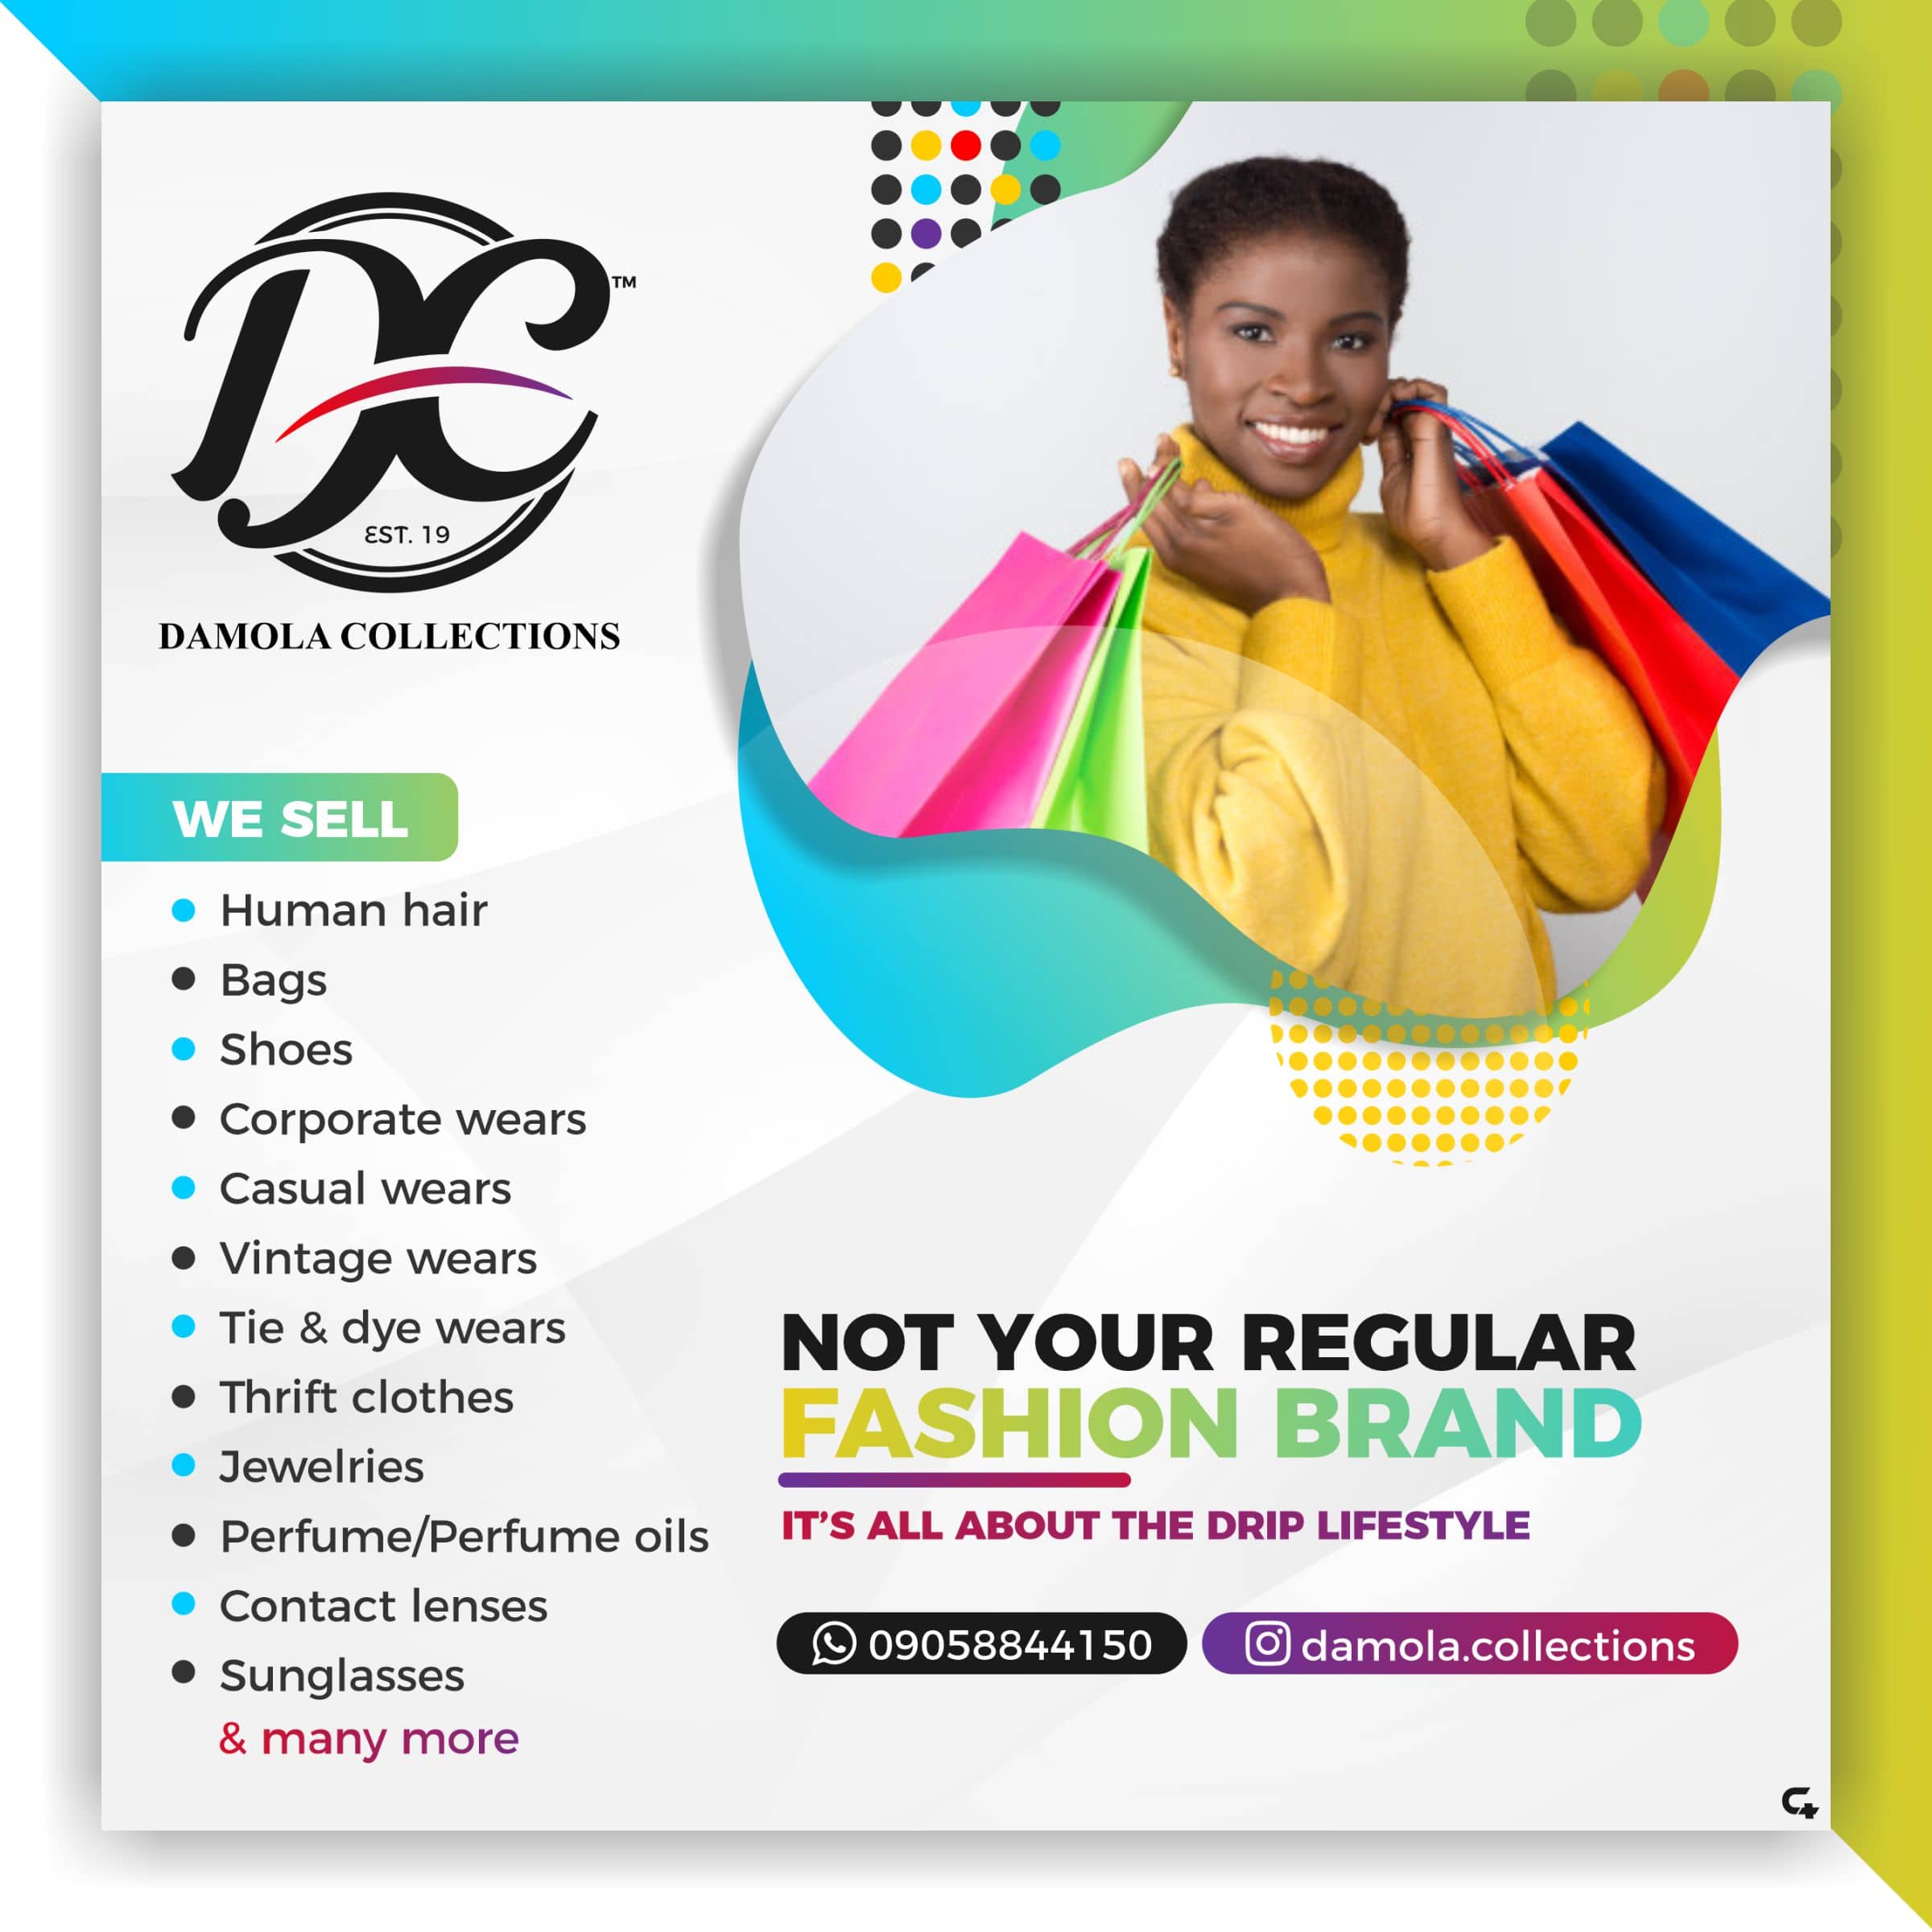 DC
™
EST. 19
DAMOLA COLLECTIONS
WE SELL
Human hair
Bags
Shoes
Corporate wears
Casual wears
Vintage wears
Tie & dye wears
Thrift clothes
Jewelries
Perfume/Perfume oils
Contact lenses
Sunglasses
& many more
NOT YOUR REGULAR
FASHION BRAND
IT'S ALL ABOUT THE DRIP LIFESTYLE
09058844150
damola.collections